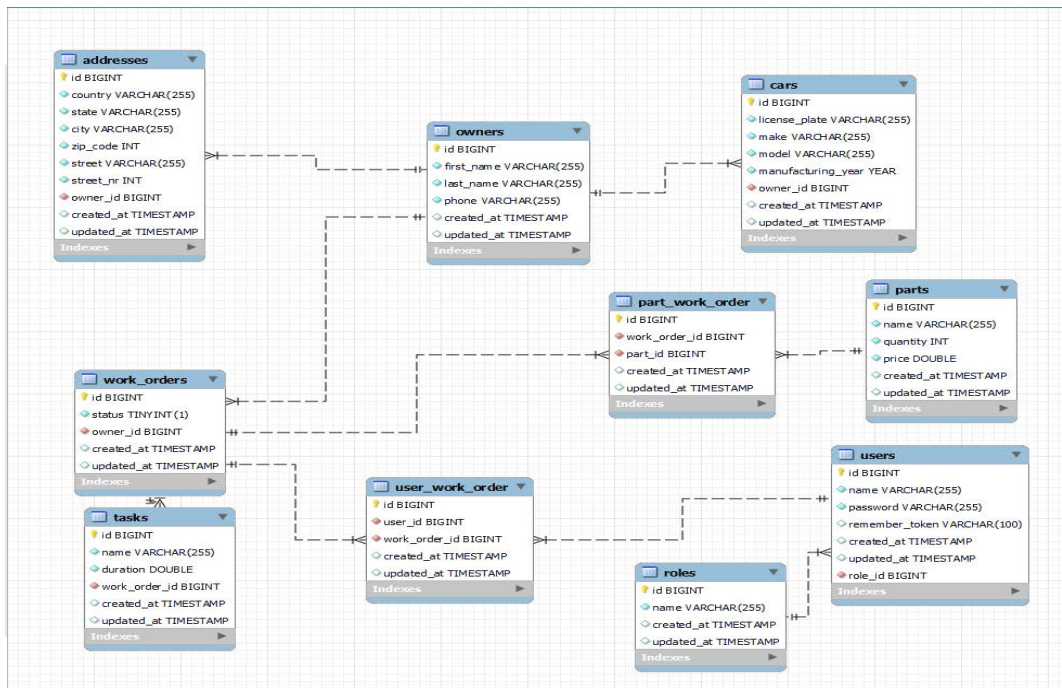 addresses
id BIGINT
country VARCHAR(255)
state VARCHAR(255)
city VARCHAR(255)
zip_code INT
street VARCHAR(255)
street_nr INT
owner_id BIGINT
created_at TIMESTAMP
updated_at TIMESTAMP
Indexes
owners
id BIGINT
first_name VARCHAR(255)
last_name VARCHAR(255)
phone VARCHAR(255)
created_at TIMESTAMP
updated_at TIMESTAMP
Indexes
cars
id BIGINT
license_plate VARCHAR(255)
make VARCHAR(255)
model VARCHAR(255)
manufacturing_year YEAR
owner_id BIGINT
created_at TIMESTAMP
updated_at TIMESTAMP
Indexes
part_work_order
id BIGINT
work_order_id BIGINT
part_id BIGINT
created_at TIMESTAMP
updated_at TIMESTAMP
Indexes
parts
id BIGINT
name VARCHAR(255)
quantity INT
price DOUBLE
created_at TIMESTAMP
updated_at TIMESTAMP
Indexes
work_orders
id BIGINT
status TINYINT(1)
owner_id BIGINT
created_at TIMESTAMP
updated_at TIMESTAMP
Indexes
tasks
id BIGINT
name VARCHAR(255)
duration DOUBLE
work_order_id BIGINT
created_at TIMESTAMP
updated_at TIMESTAMP
Indexes
user_work_order
id BIGINT
user_id BIGINT
work_order_id BIGINT
created_at TIMESTAMP
updated_at TIMESTAMP
Indexes
users
id BIGINT
name VARCHAR(255)
password VARCHAR(255)
remember_token VARCHAR(100)
created_at TIMESTAMP
updated_at TIMESTAMP
role_id BIGINT
Indexes
roles
id BIGINT
name VARCHAR(255)
created_at TIMESTAMP
updated_at TIMESTAMP
Indexes